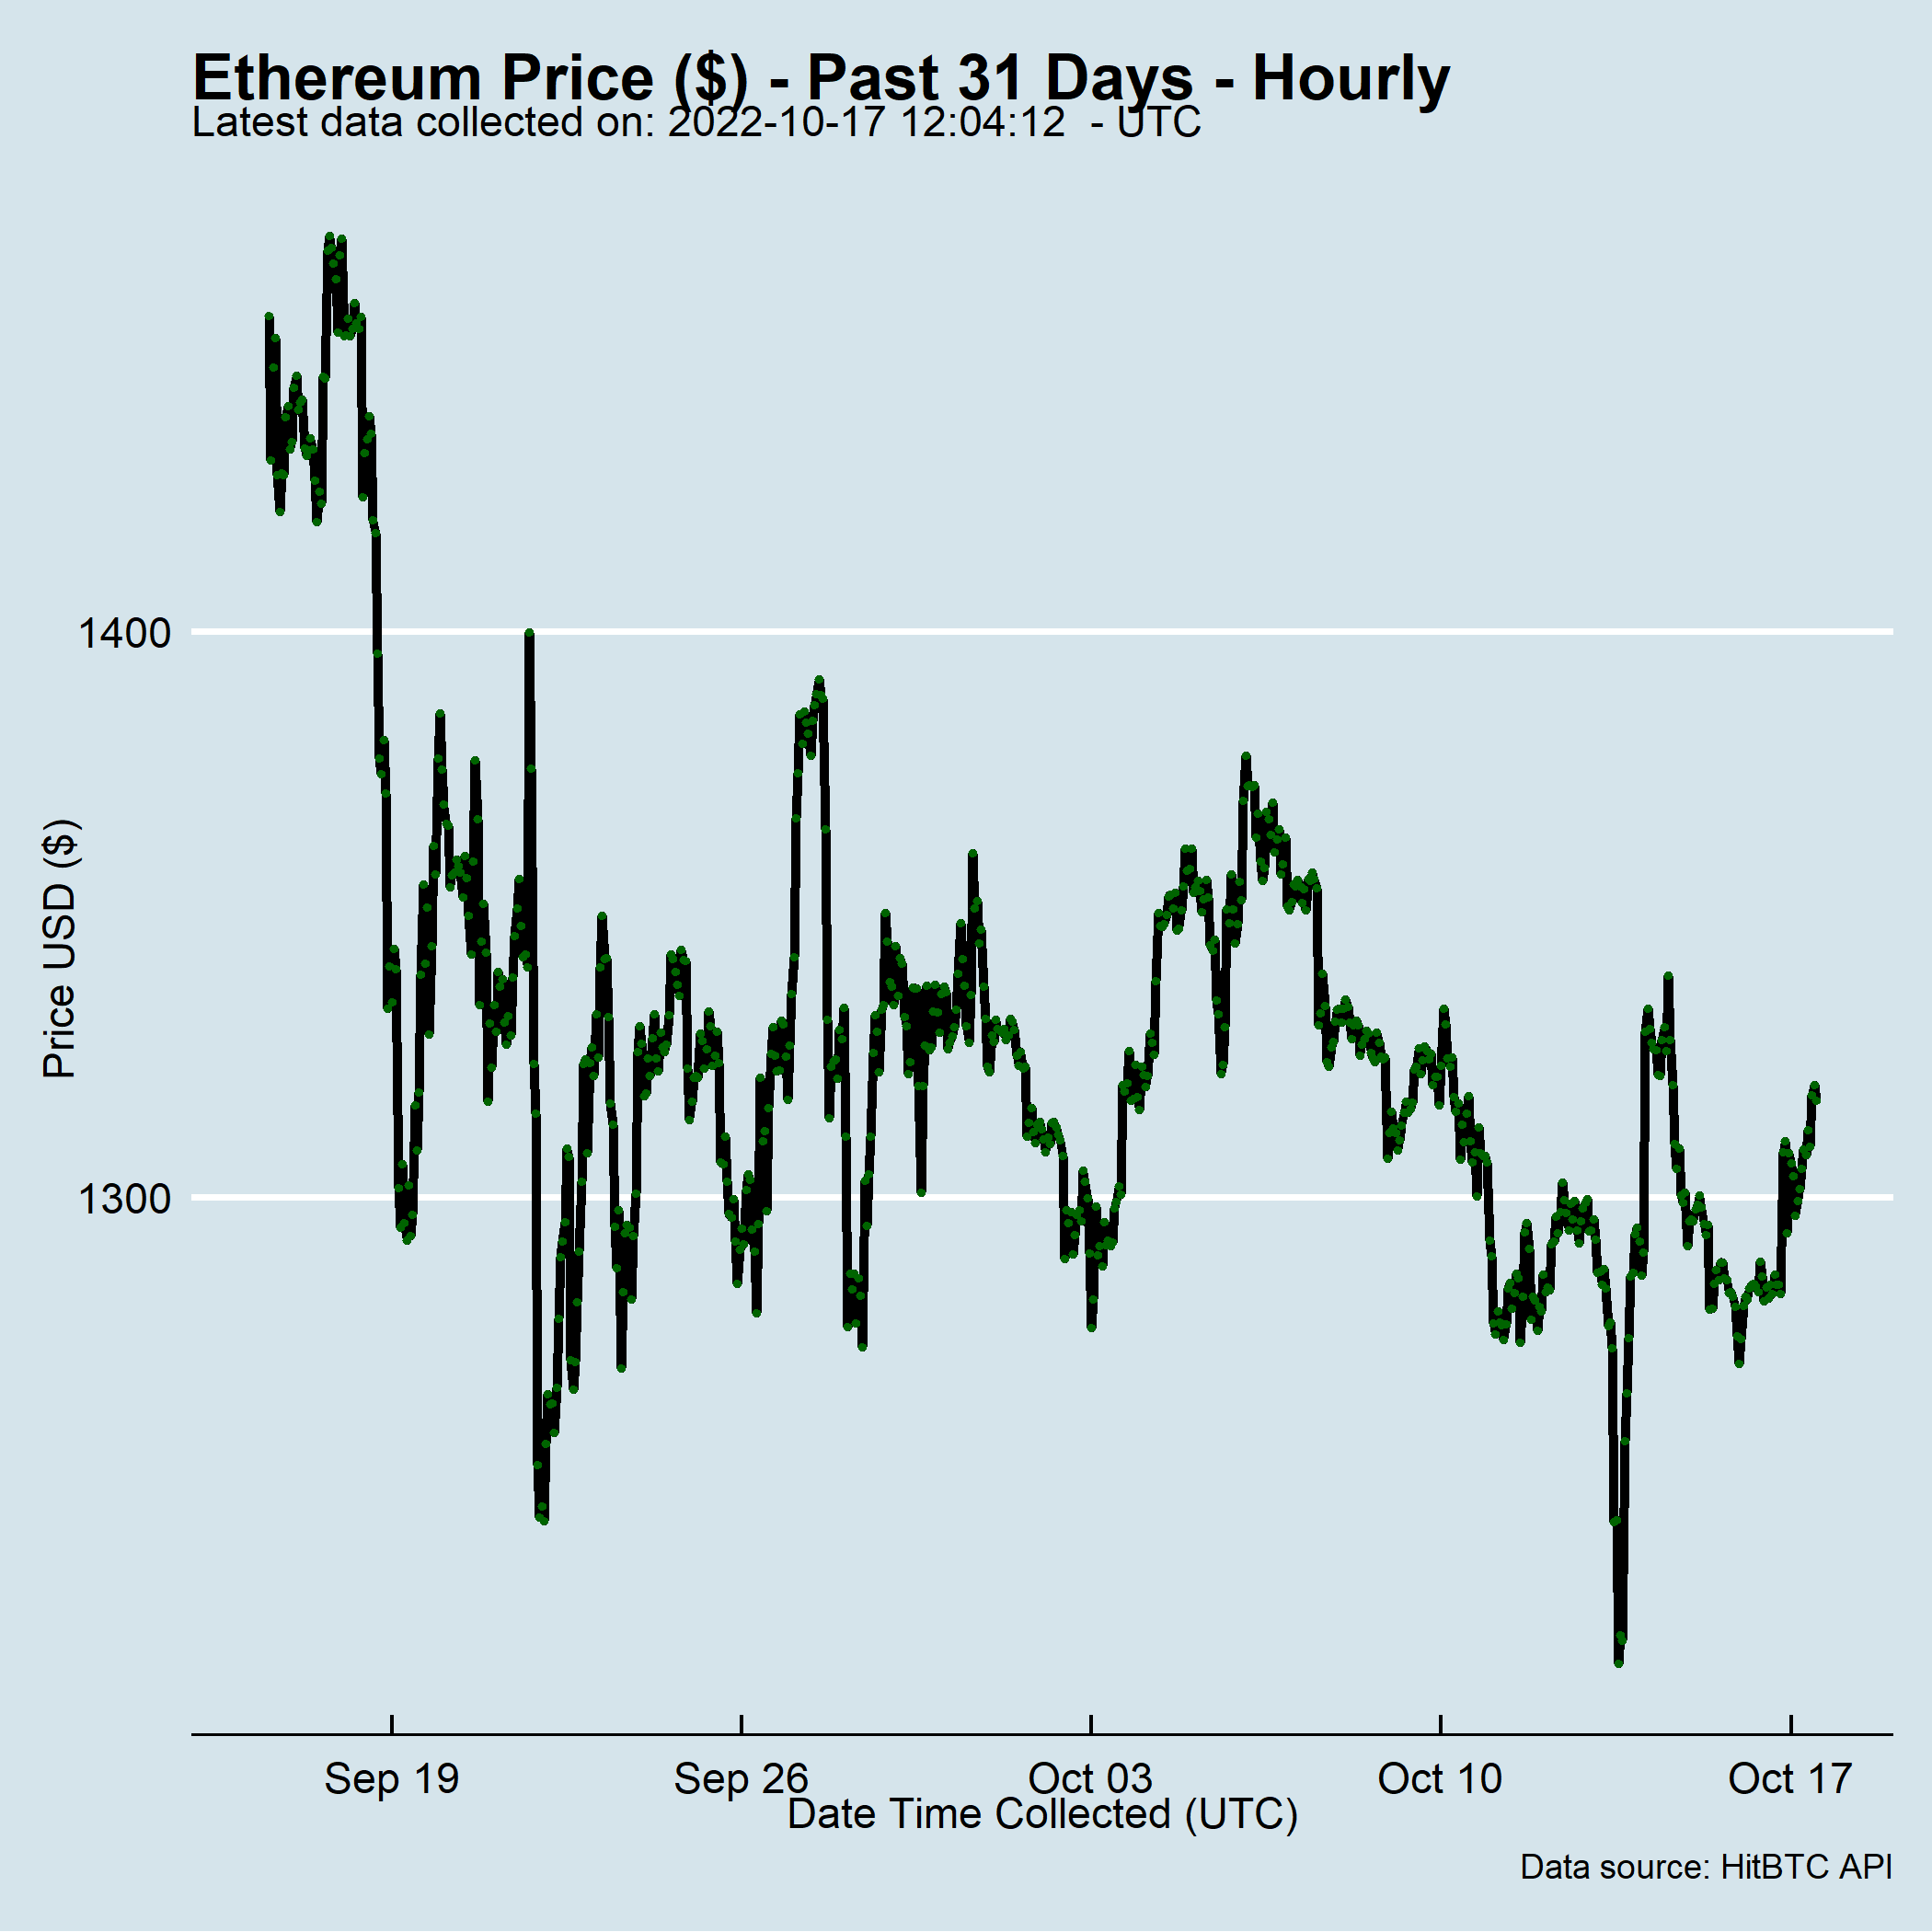 Ethereum Price ($) - Past 31 Days - Hourly
Latest data collected on: 2022-10-17 12:04:12  - UTC
1400
Price USD ($)
1300
Sep 19
Sep 26
Oct 03
Oct 10
Oct 17
Date Time Collected (UTC)
Data source: HitBTC API